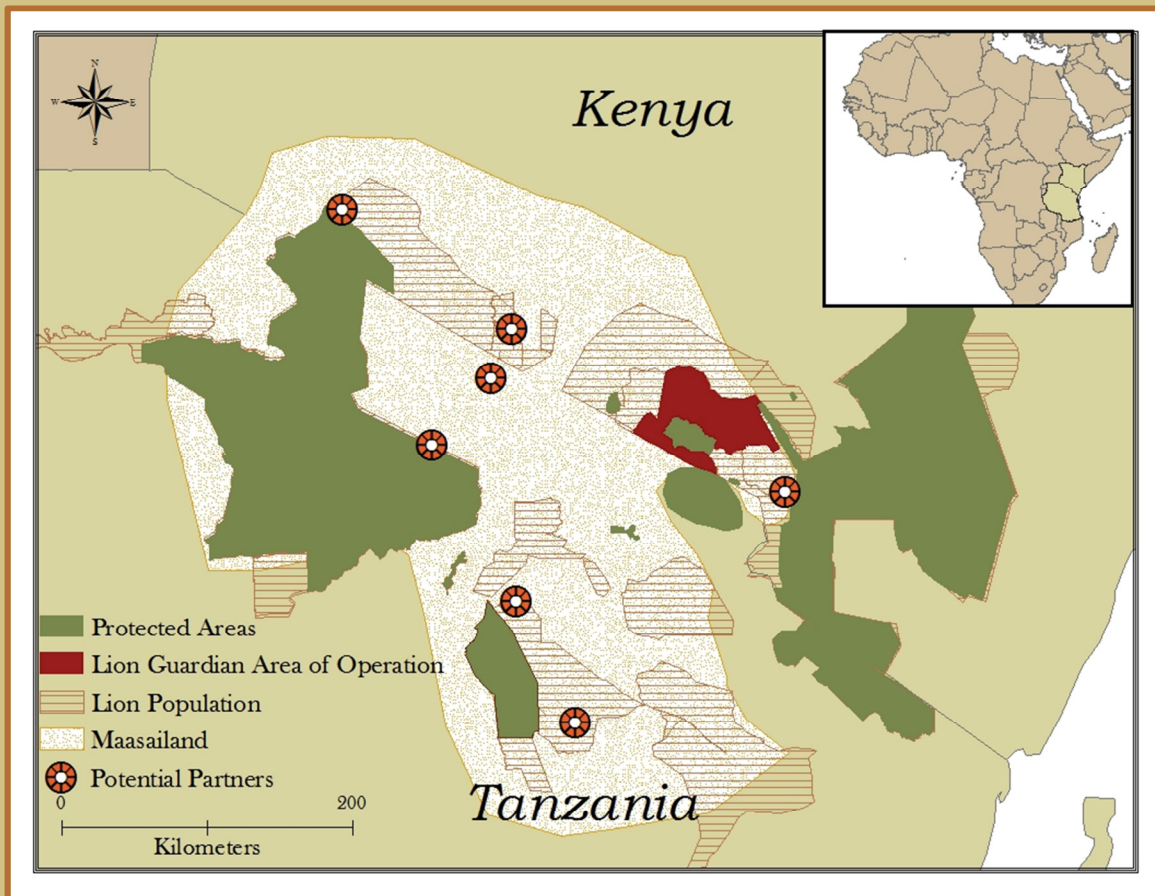 N
W
E
S
Kenya
Protected Areas
Lion Guardian Area of Operation
Lion Population
Maasailand
Potential Partners
0
200
Kilometers
Tanzania